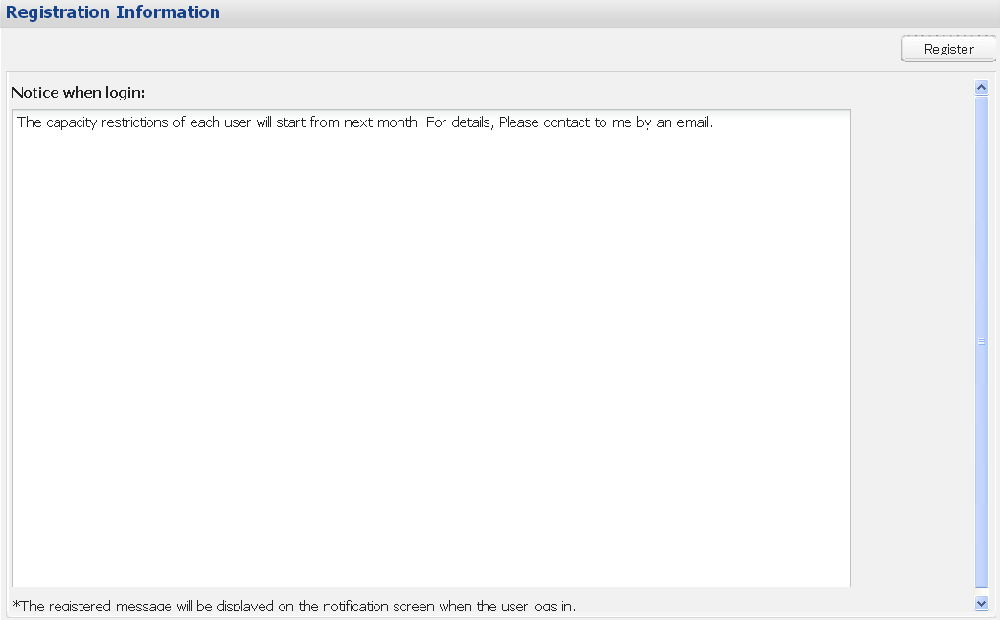 Registration Information
Register
Notice when login:
The capacity restrictions of each user will start from next month. For details, Please contact to me by an email.
*The registered message will be displayed on the notification screen when the user logs in.